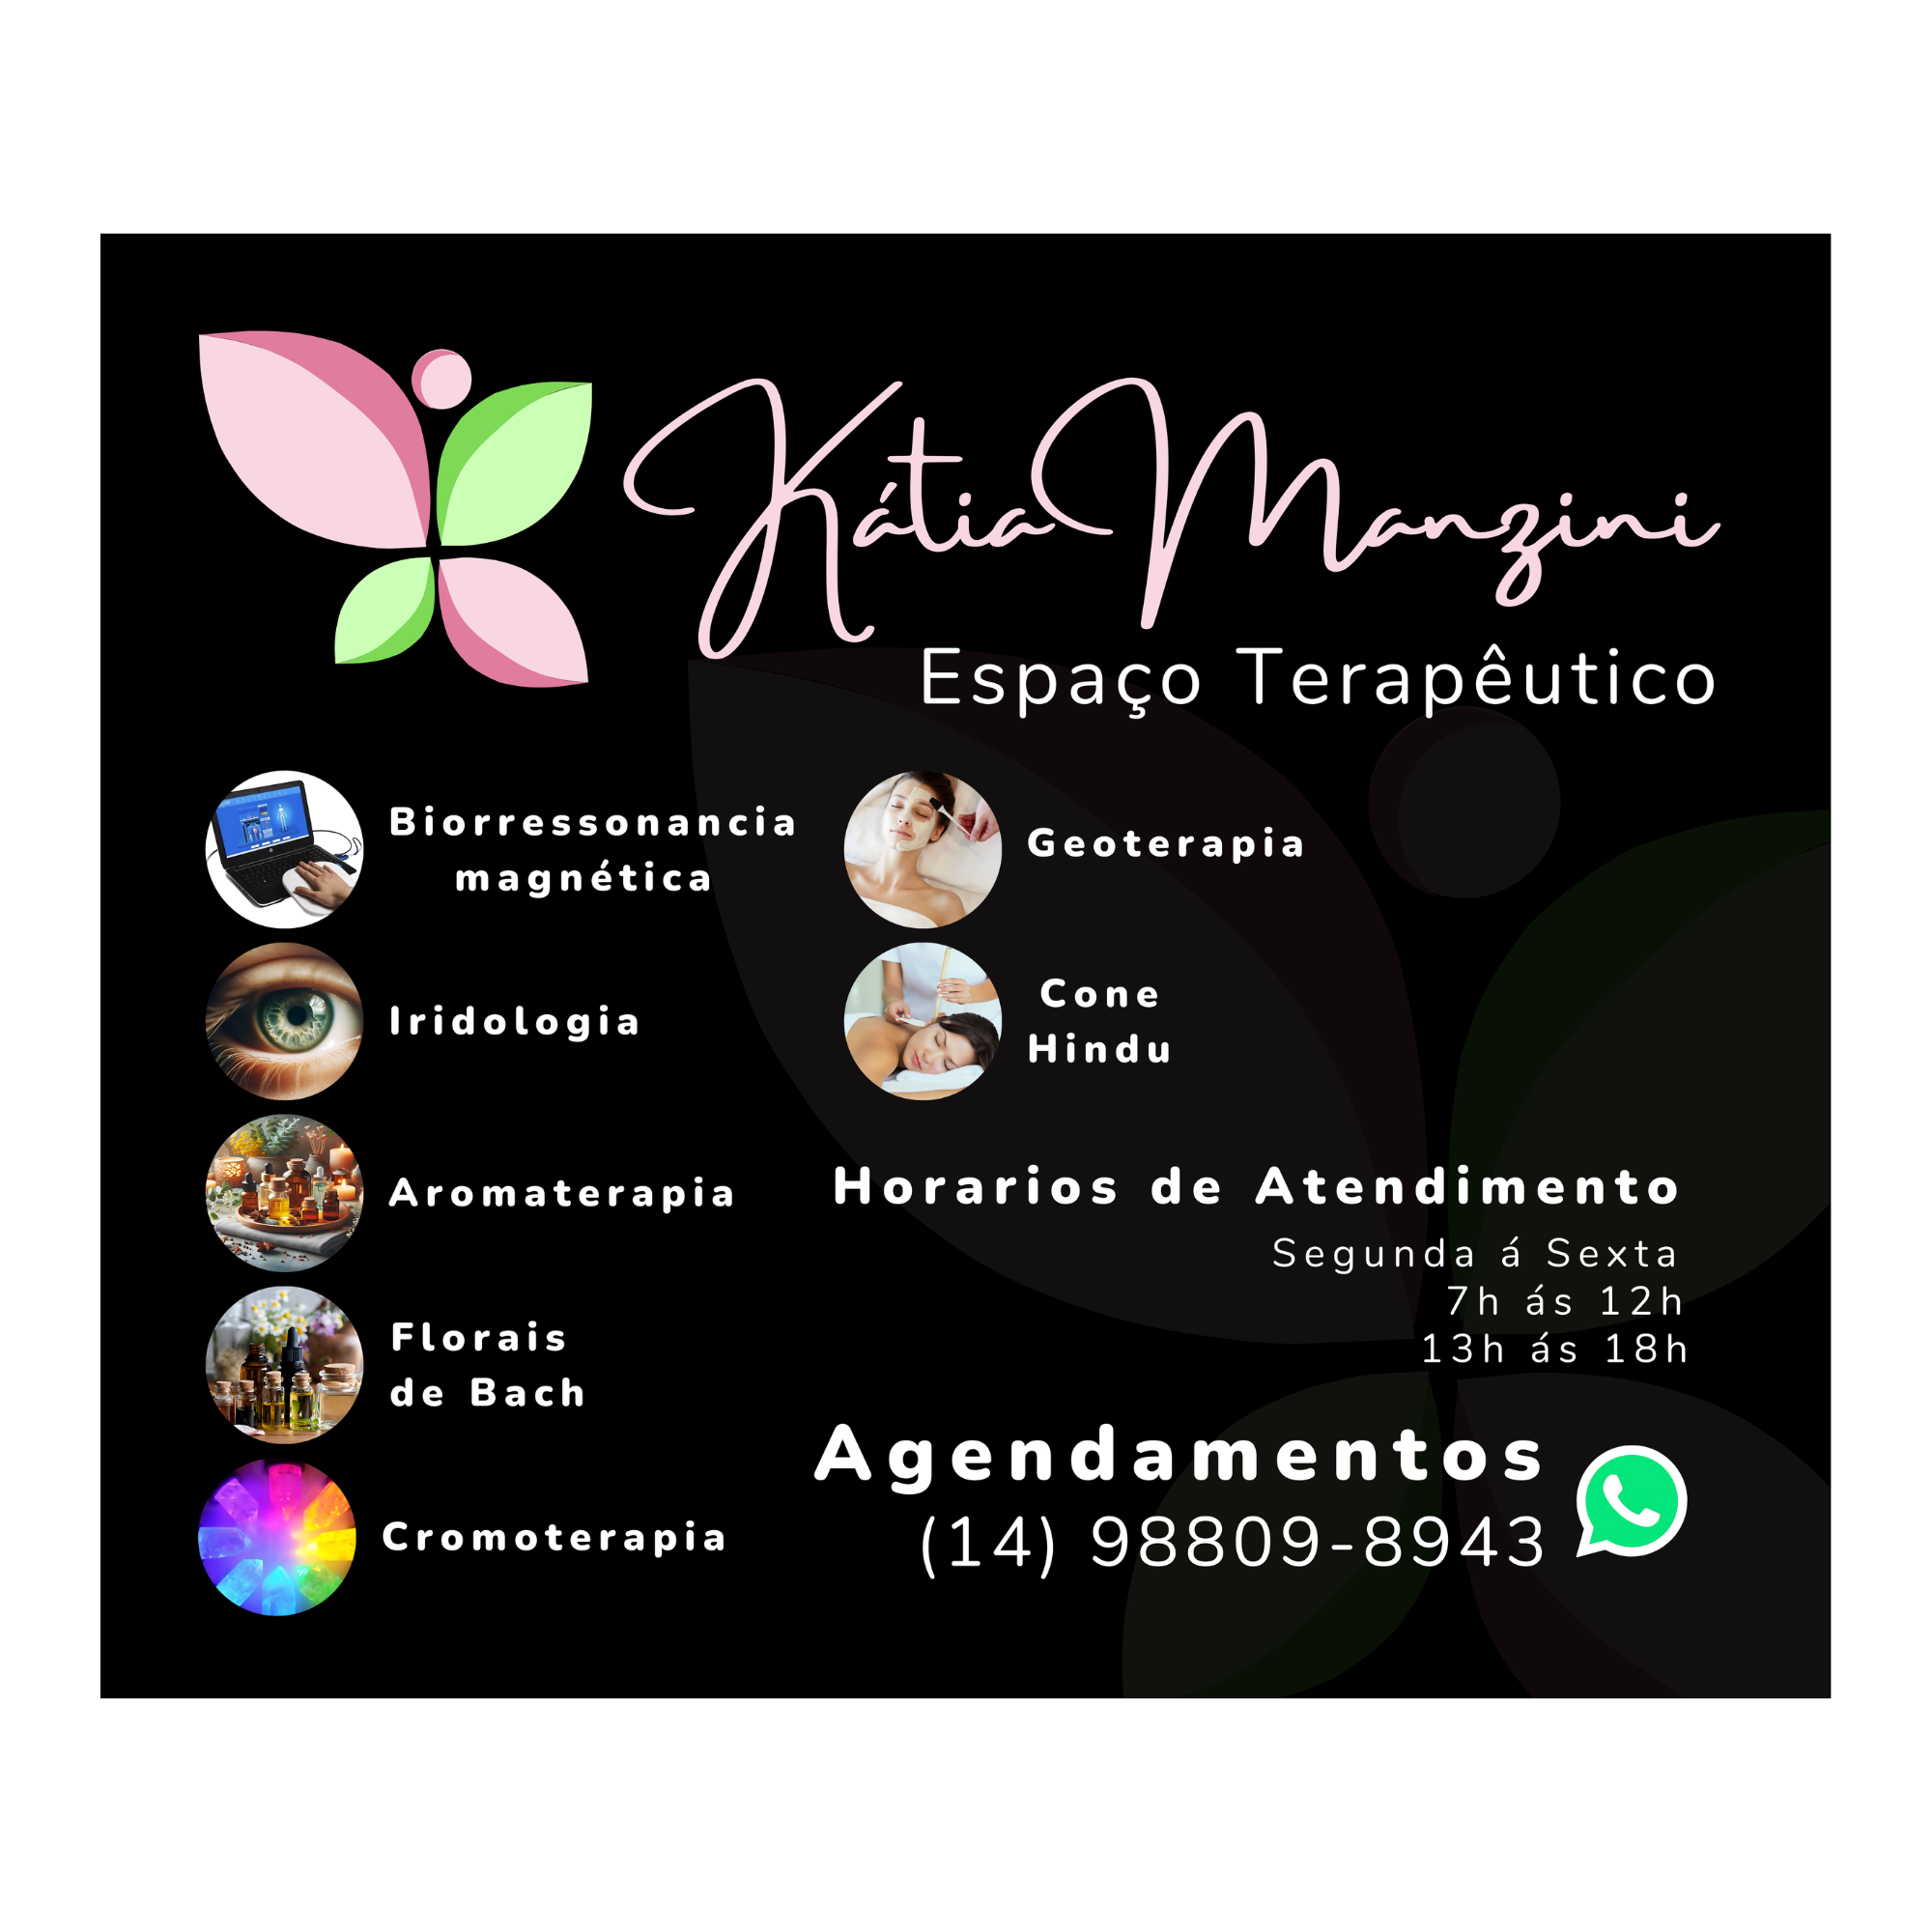 Kátia Manzini
Espaço Terapêutico
Biorressonancia
magnética
Iridologia
Aromaterapia
Florais
de Bach
Cromoterapia
Geoterapia
Cone
Hindu
Horarios de Atendimento
Segunda á Sexta
7h ás 12h
13h ás 18h
Agendamentos
(14) 98809-8943